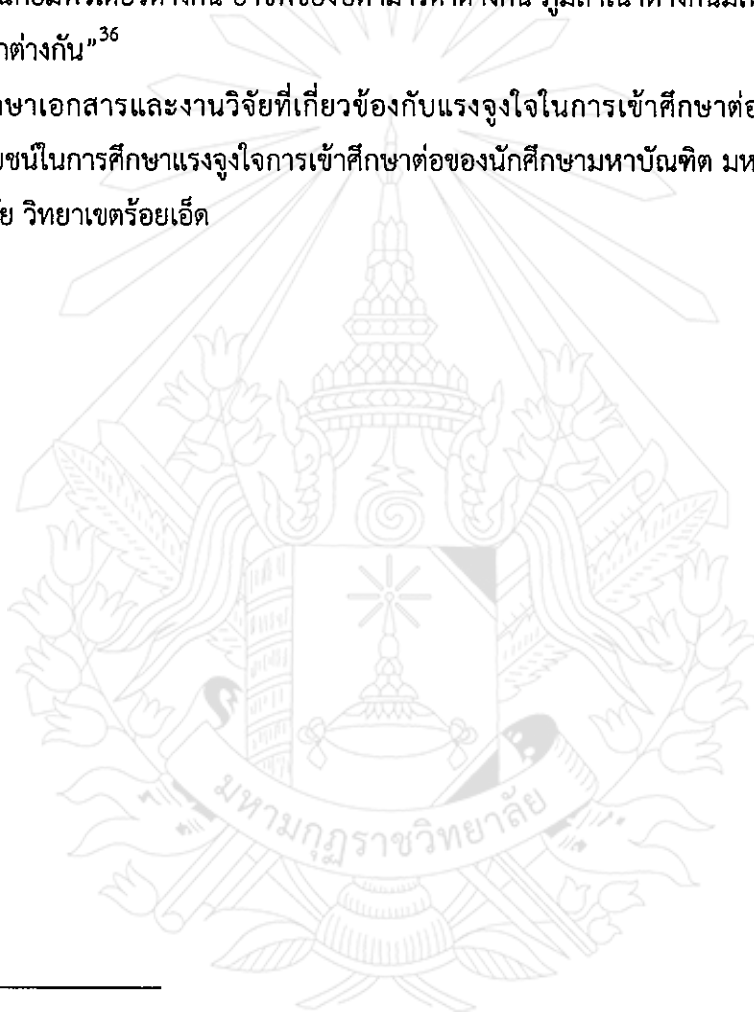 ต่างกัน”36
ษาเอกสารและงานวิจัยที่เกี่ยวข้องกับแรงจูงใจในการเข้าศึกษาต่อ
ยชน์ในการศึกษาแรงจูงใจการเข้าศึกษาต่อของนักศึกษามหาบัณฑิต มห
ัย วิทยาเขตร้อยเอ็ด
มหามกุฏราชวิทยาลัย